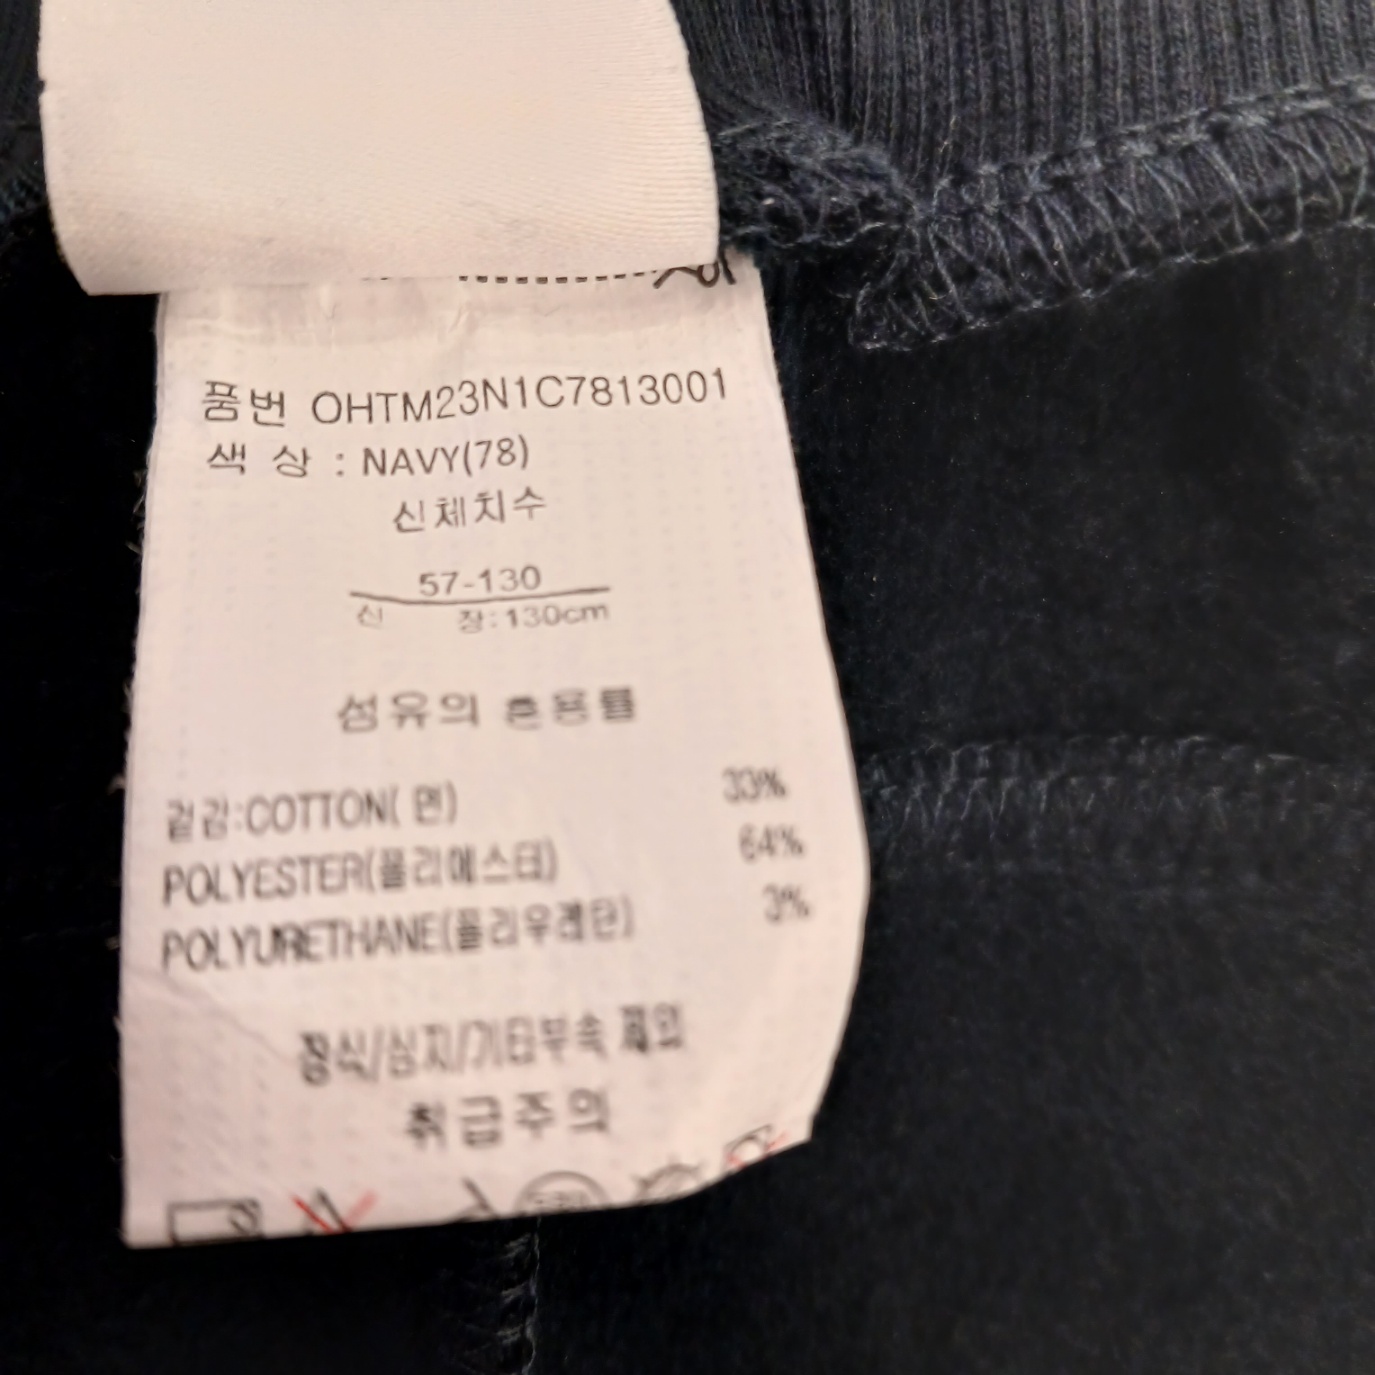 품번 OHTM23N1C7813001
색 상 : NAVY(78)
신체치수
57-130
신 장:130cm
섬유의 혼용률
겉감:COTTON( 면) 33%
POLYESTER(폴리에스터) 64%
POLYURETHANE(폴리우레탄) 3%
장식/심지/기타부속 제외
취급주의